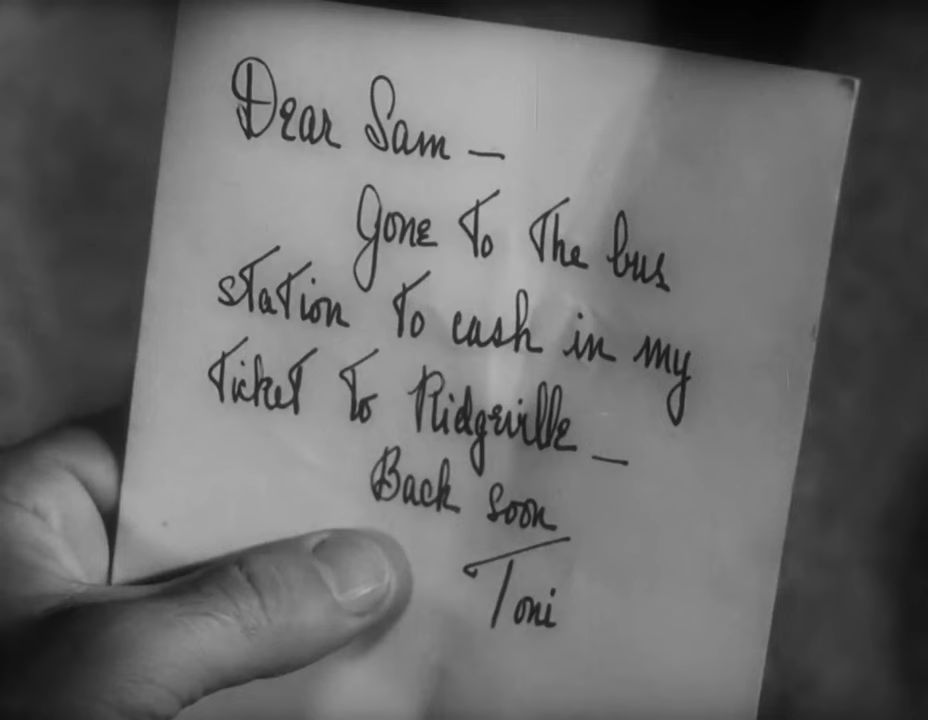 Dear Sam —
Gone To The bus
station To cash in my
Ticket To Ridgeville —
Back soon
Toni